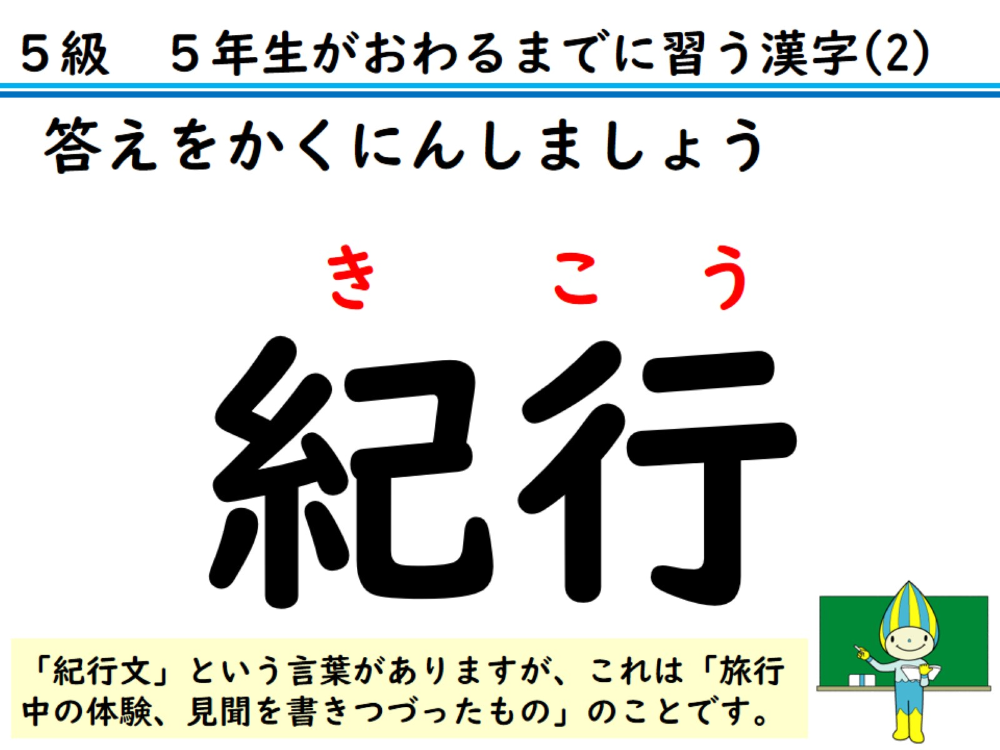 ５級　５年生がおわるまでに習う漢字(2)
答えをかくにんしましょう
き　こう
紀行
「紀行文」という言葉がありますが、これは「旅行
中の体験、見聞を書きつづったもの」のことです。